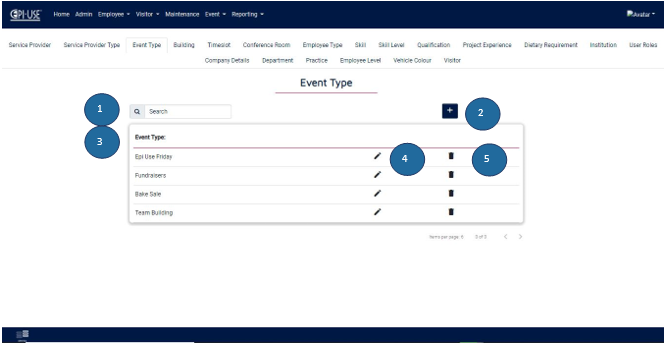 EPI-USE Home Admin Employee Visitor Maintenance Event Reporting Avatar
Service Provider Service Provider Type Event Type Building Timeslot Conference Room Employee Type Skill Skill Level Qualification Project Experience Dietary Requirement Institution User Roles
Company Details Department Practice Employee Level Vehicle Colour Visitor
Event Type
1 Search + 2
3 Event Type:
Epi Use Friday 4 5
Fundraisers
Bake Sale
Team Building
Items per page: 5